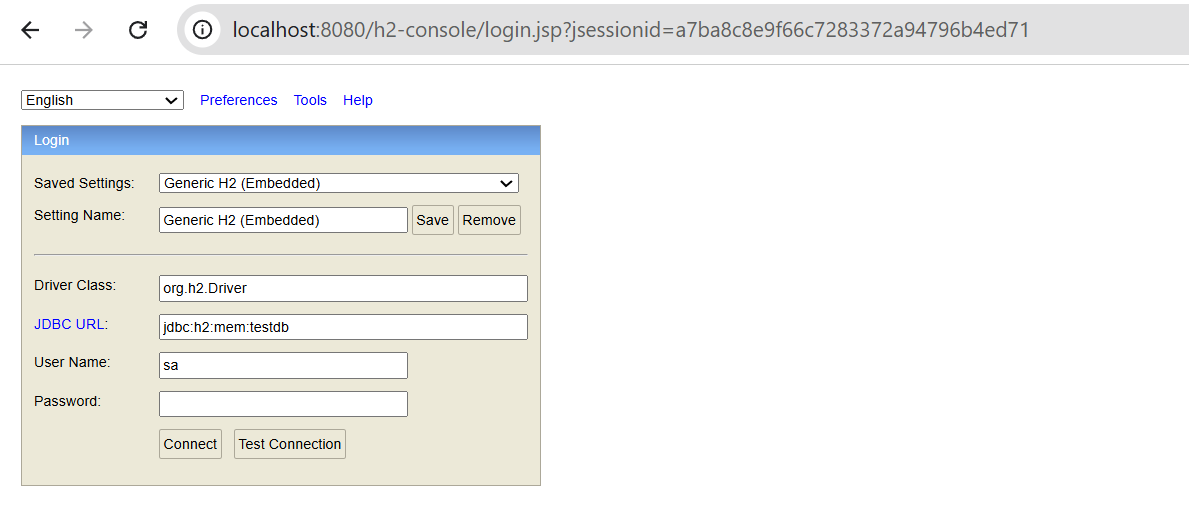 localhost:8080/h2-console/login.jsp?jsessionid=a7ba8c8e9f66c7283372a94796b4ed71
English Preferences Tools Help
Login
Saved Settings: Generic H2 (Embedded)
Setting Name: Generic H2 (Embedded) Save Remove
Driver Class: org.h2.Driver
JDBC URL: jdbc:h2:mem:testdb
User Name: sa
Password:
Connect Test Connection